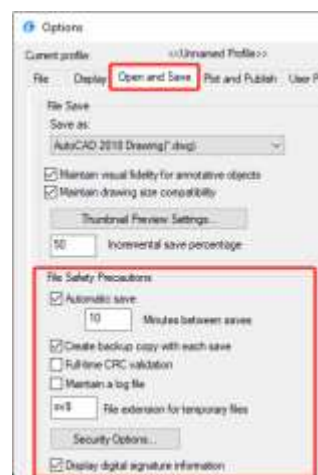 Options
Current profile: <<Unnamed Profile>>
File Display Open and Save Plot and Publish User P
File Save
Save as:
AutoCAD 2018 Drawing(*.dwg)
Maintain visual fidelity for annotative objects
Maintain drawing size compatibility
Thumbnail Preview Settings...
50 Incremental save percentage
File Safety Precautions
Automatic save
10 Minutes between saves
Create backup copy with each save
Full-time CRC validation
Maintain a log file
sv$ File extension for temporary files
Security Options...
Display digital signature information